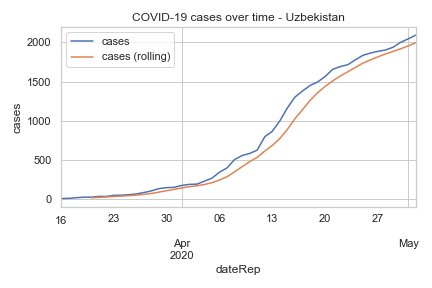 COVID-19 cases over time - Uzbekistan
cases
cases (rolling)
2000
1500
1000
500
0
cases
16 23 30 06 13 20 27
Apr May
2020
dateRep